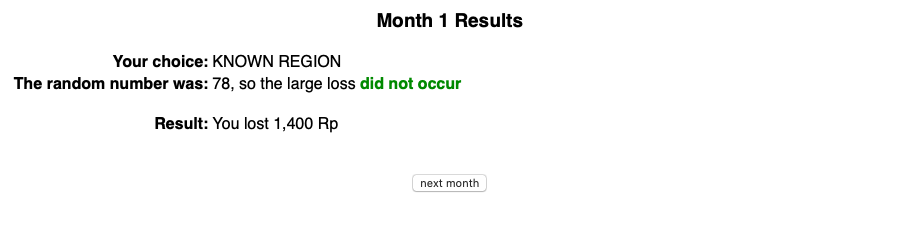 Month 1 Results
Your choice: KNOWN REGION
The random number was: 78, so the large loss did not occur
Result: You lost 1,400 Rp
next month